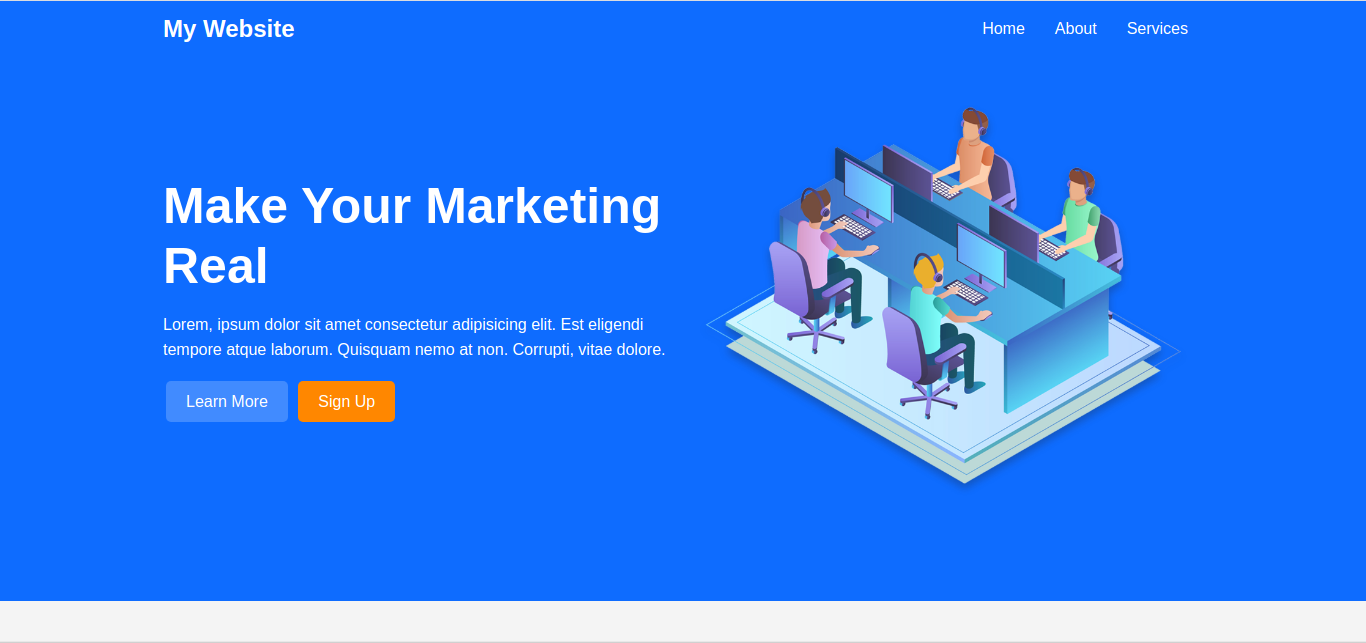 My Website
Home About Services
Make Your Marketing
Real
Lorem, ipsum dolor sit amet consectetur adipisicing elit. Est eligendi
tempore atque laborum. Quisquam nemo at non. Corrupti, vitae dolore.
Learn More Sign Up